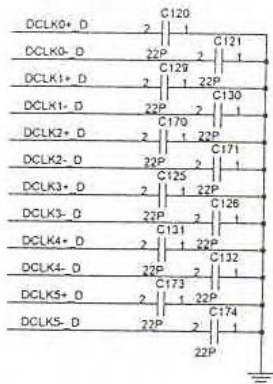 C120
DCLK0+_D 2 1 C121
DCLK0-_D 22P 2 1
C129
DCLK1+_D 2 1 22P
C130
DCLK1-_D 22P 2 1
C170
DCLK2+_D 2 1 22P
C171
DCLK2-_D 22P 2 1
C125
DCLK3+_D 2 1 22P
C126
DCLK3-_D 22P 2 1
C131
DCLK4+_D 2 1 22P
C132
DCLK4-_D 22P 2 1
C173
DCLK5+_D 2 1 22P
C174
DCLK5-_D 22P 2 1
22P